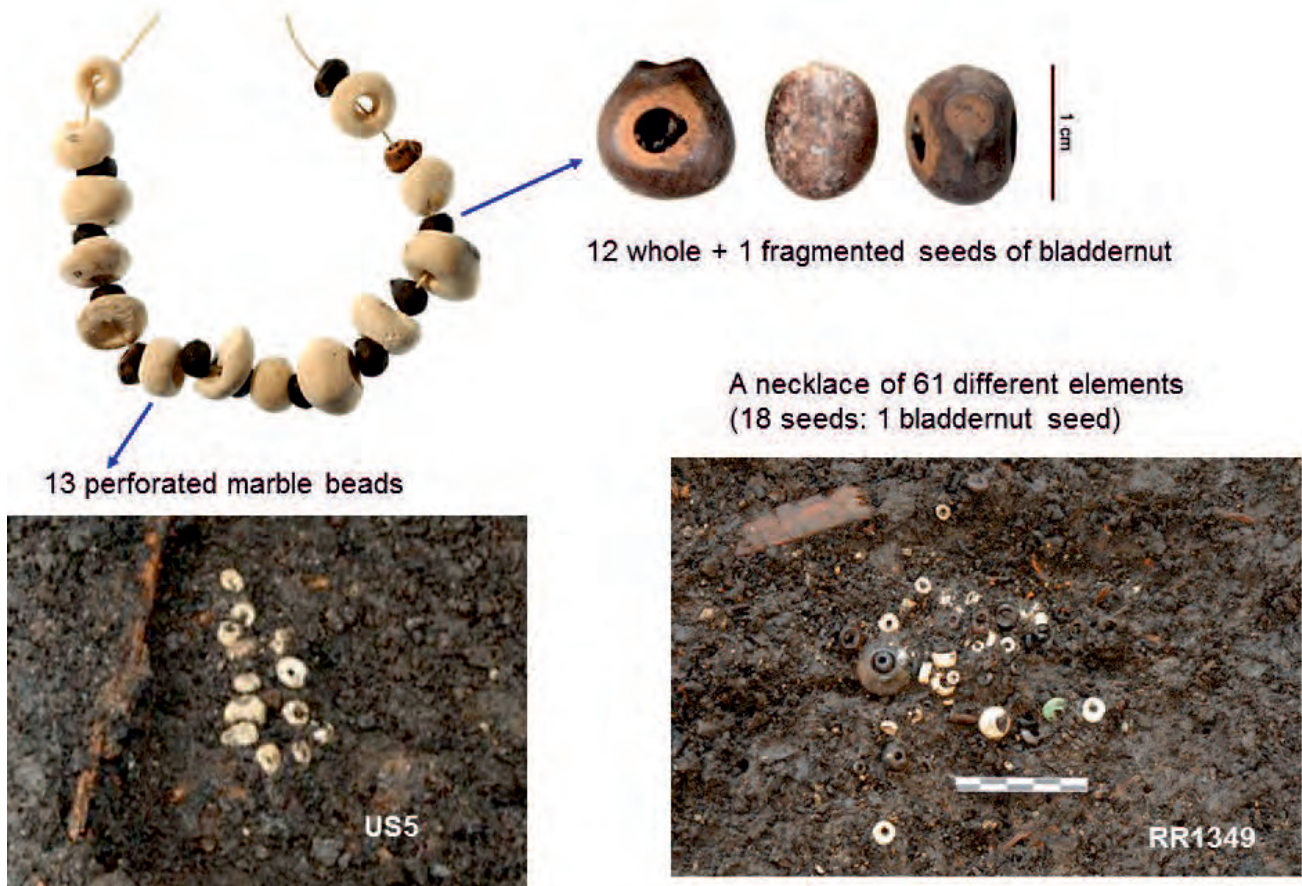 1 cm
12 whole + 1 fragmented seeds of bladdernut
A necklace of 61 different elements
(18 seeds: 1 bladdernut seed)
13 perforated marble beads
US5
RR1349